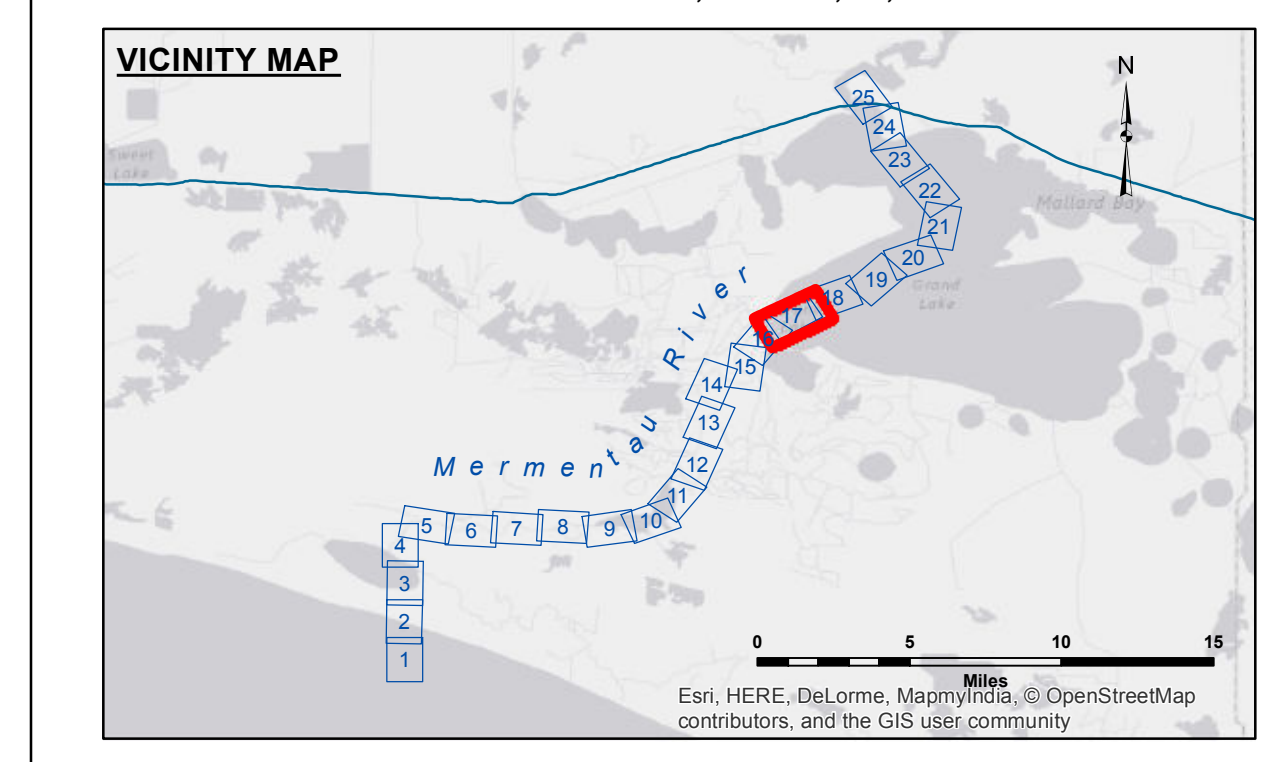 VICINITY MAP
N
Sweet
Lake
Mallard Bay
Grand
Lake
Mermentau River
25
24
23
22
21
20
19
18
17
16
15
14
13
12
11
10
9
8
7
6
5
4
3
2
1
0 5 10 15
Miles
Esri, HERE, DeLorme, MapmyIndia, © OpenStreetMap
contributors, and the GIS user community